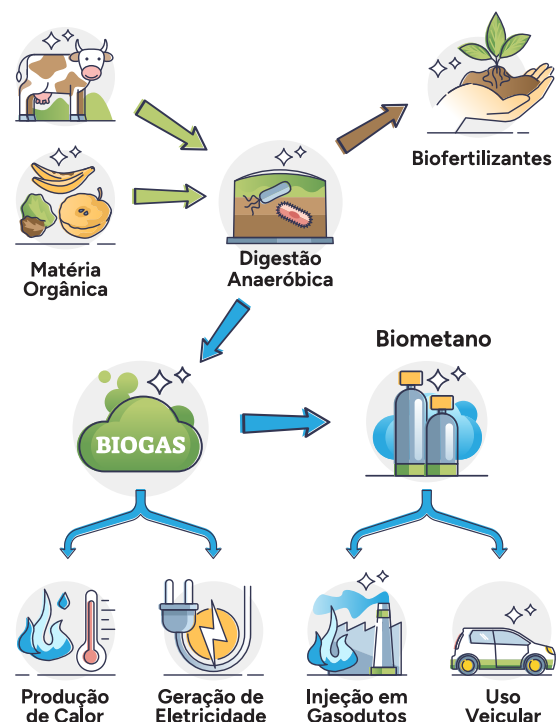 Biofertilizantes
Matéria
Orgânica
Digestão
Anaeróbica
Biometano
BIOGAS
Produção
de Calor
Geração de
Eletricidade
Injeção em
Gasodutos
Uso
Veicular